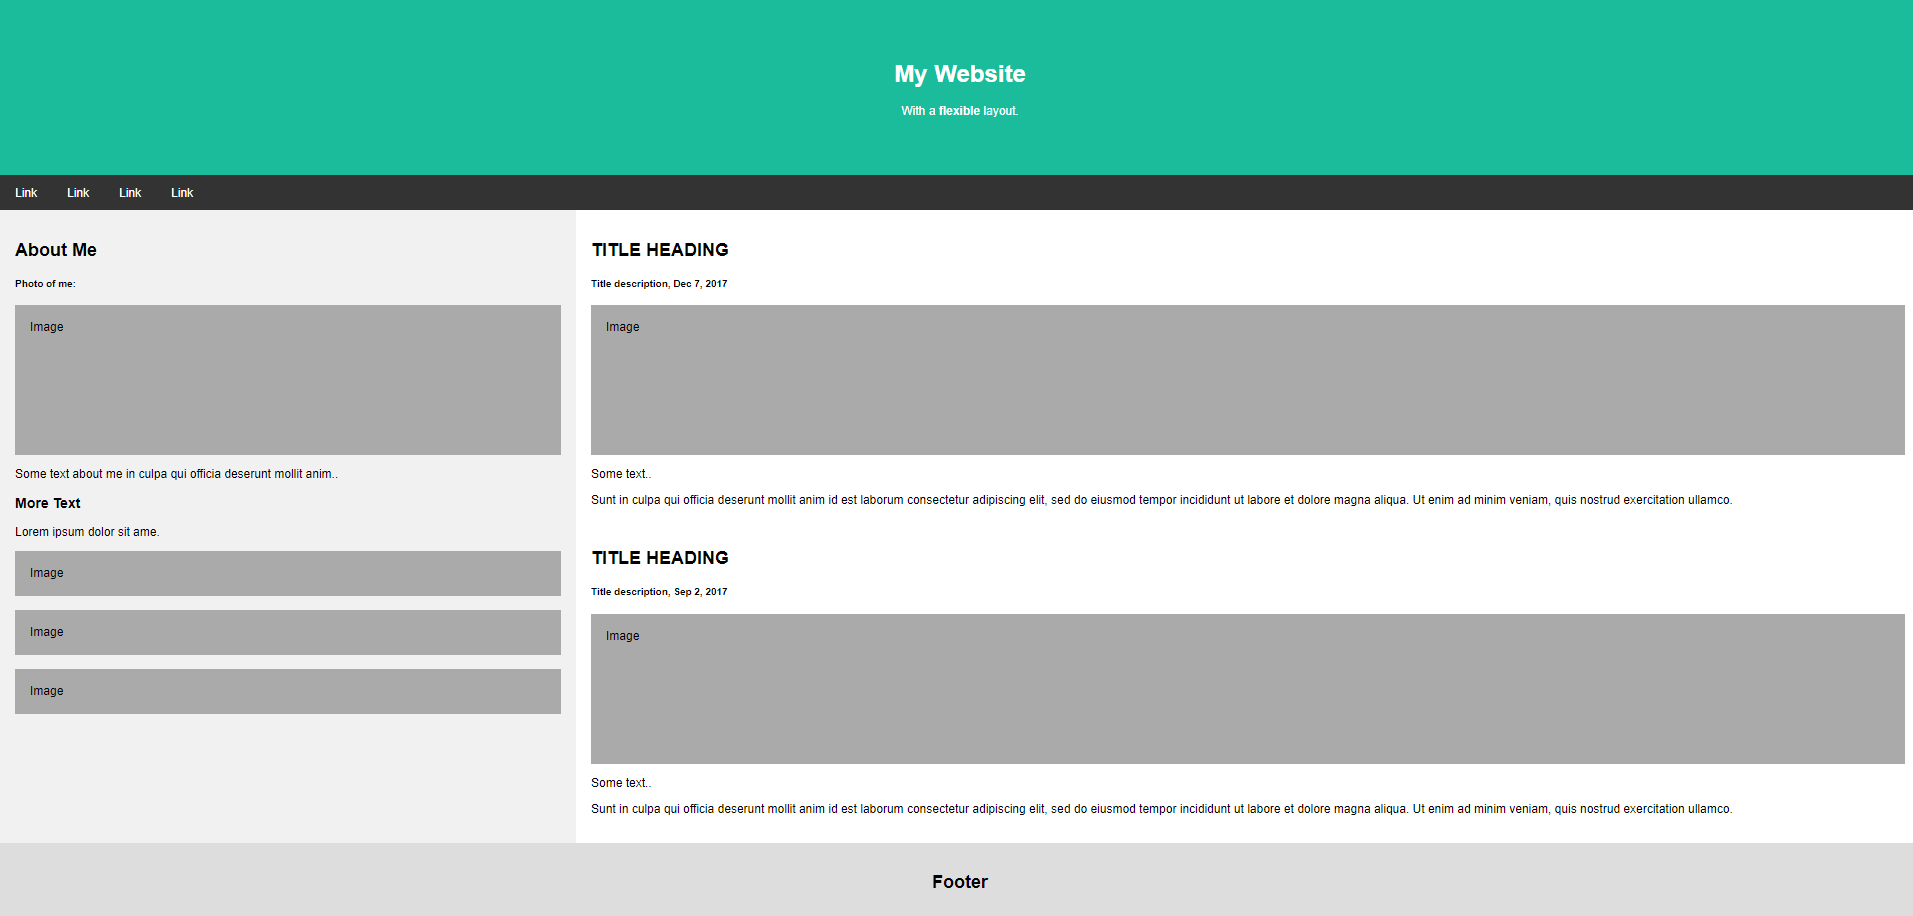 My Website
With a flexible layout.
Link Link Link Link
About Me
Photo of me:
Image
Some text about me in culpa qui officia deserunt mollit anim..
More Text
Lorem ipsum dolor sit ame.
Image
Image
Image
TITLE HEADING
Title description, Dec 7, 2017
Image
Some text..
Sunt in culpa qui officia deserunt mollit anim id est laborum consectetur adipiscing elit, sed do eiusmod tempor incididunt ut labore et dolore magna aliqua. Ut enim ad minim veniam, quis nostrud exercitation ullamco.
TITLE HEADING
Title description, Sep 2, 2017
Image
Some text..
Sunt in culpa qui officia deserunt mollit anim id est laborum consectetur adipiscing elit, sed do eiusmod tempor incididunt ut labore et dolore magna aliqua. Ut enim ad minim veniam, quis nostrud exercitation ullamco.
Footer